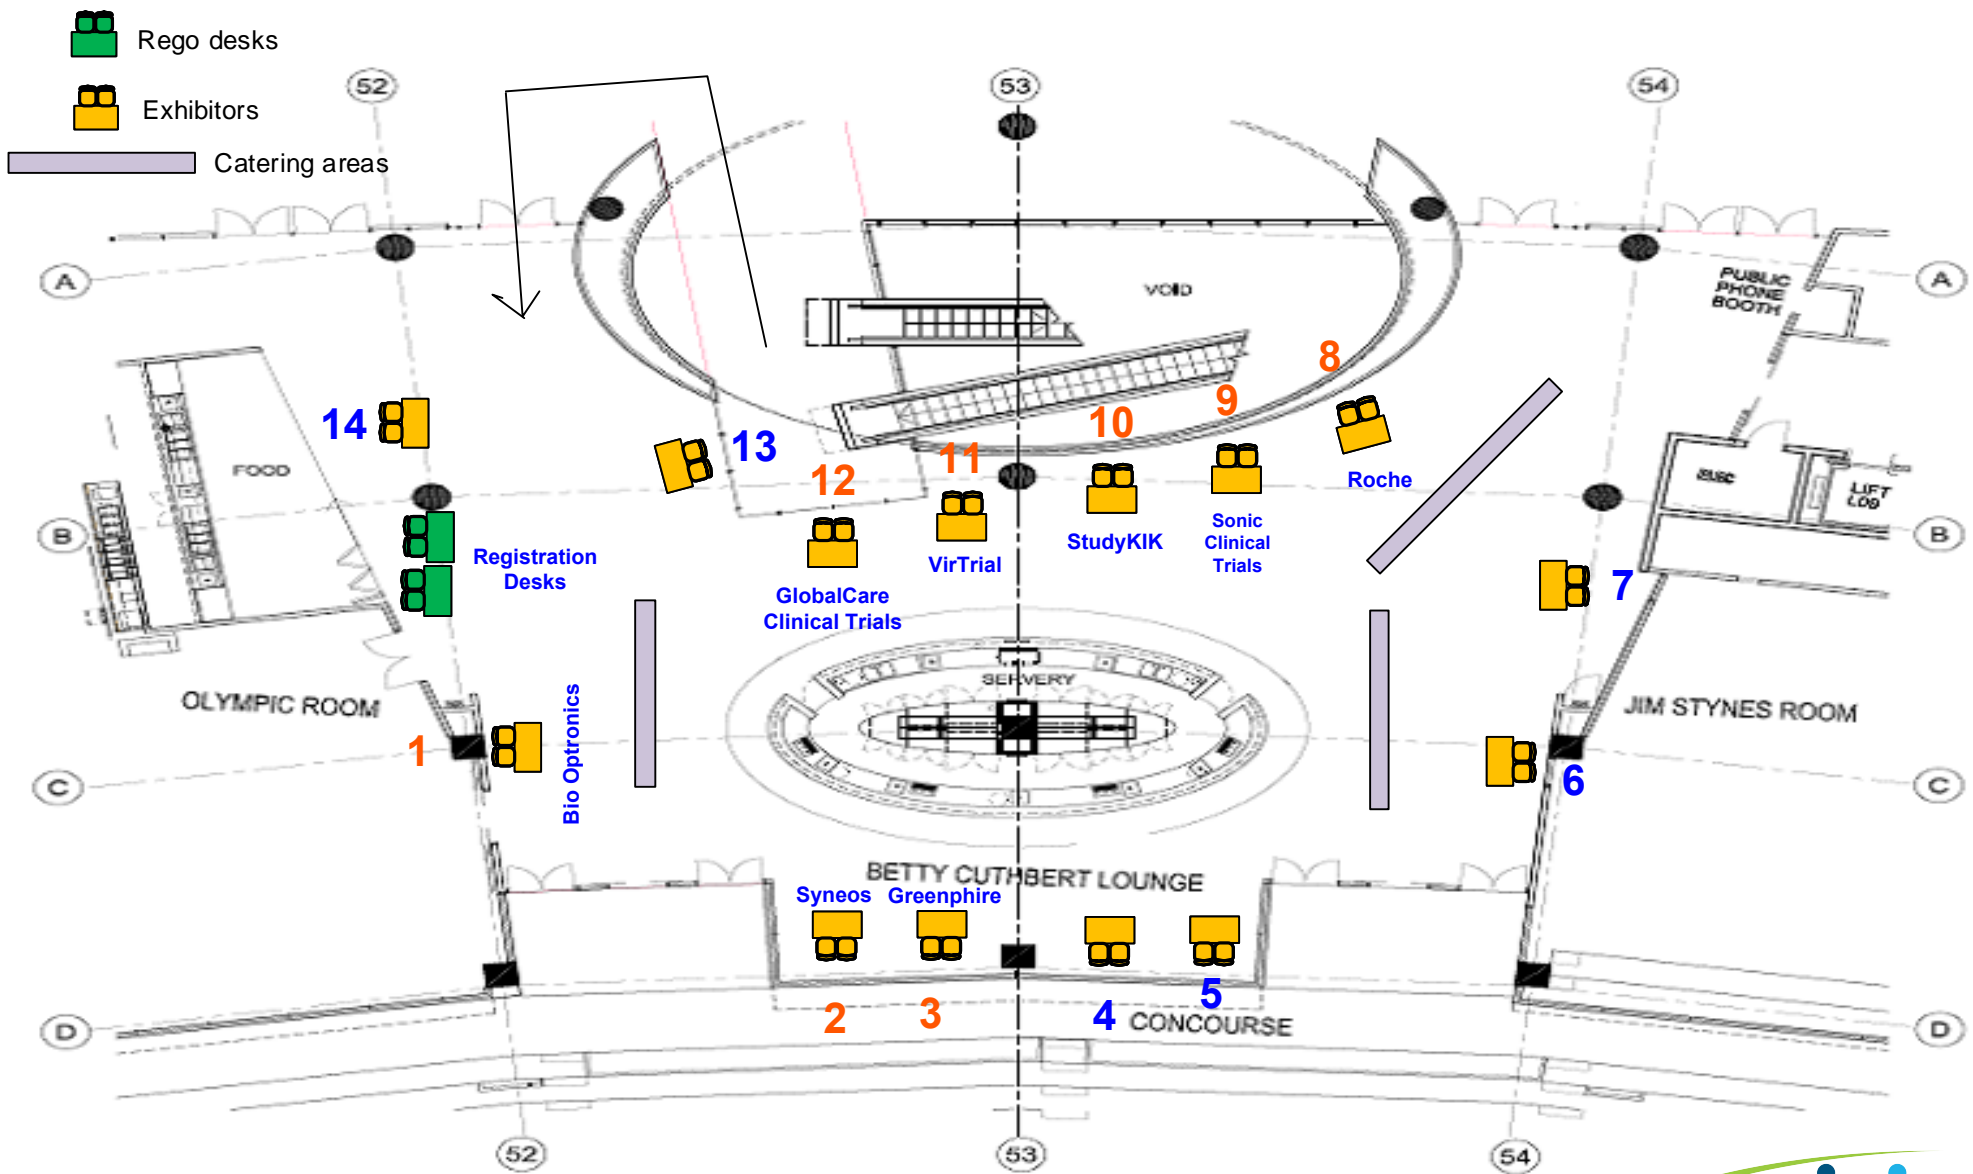 Rego desks
Exhibitors
Catering areas
52
53
54
A
A
VOID
PUBLIC
PHONE
BOOTH
8
9
10
11
12
13
14
FOOD
Roche
LIFT
B
B
Registration
Desks
GlobalCare
Clinical Trials
VirTrial
StudyKIK
Sonic
Clinical
Trials
7
SERVERY
OLYMPIC ROOM
JIM STYNES ROOM
1
Bio Optronics
6
C
C
BETTY CUTHBERT LOUNGE
Syneos
Greenphire
2
3
4
5
CONCOURSE
D
D
52
53
54